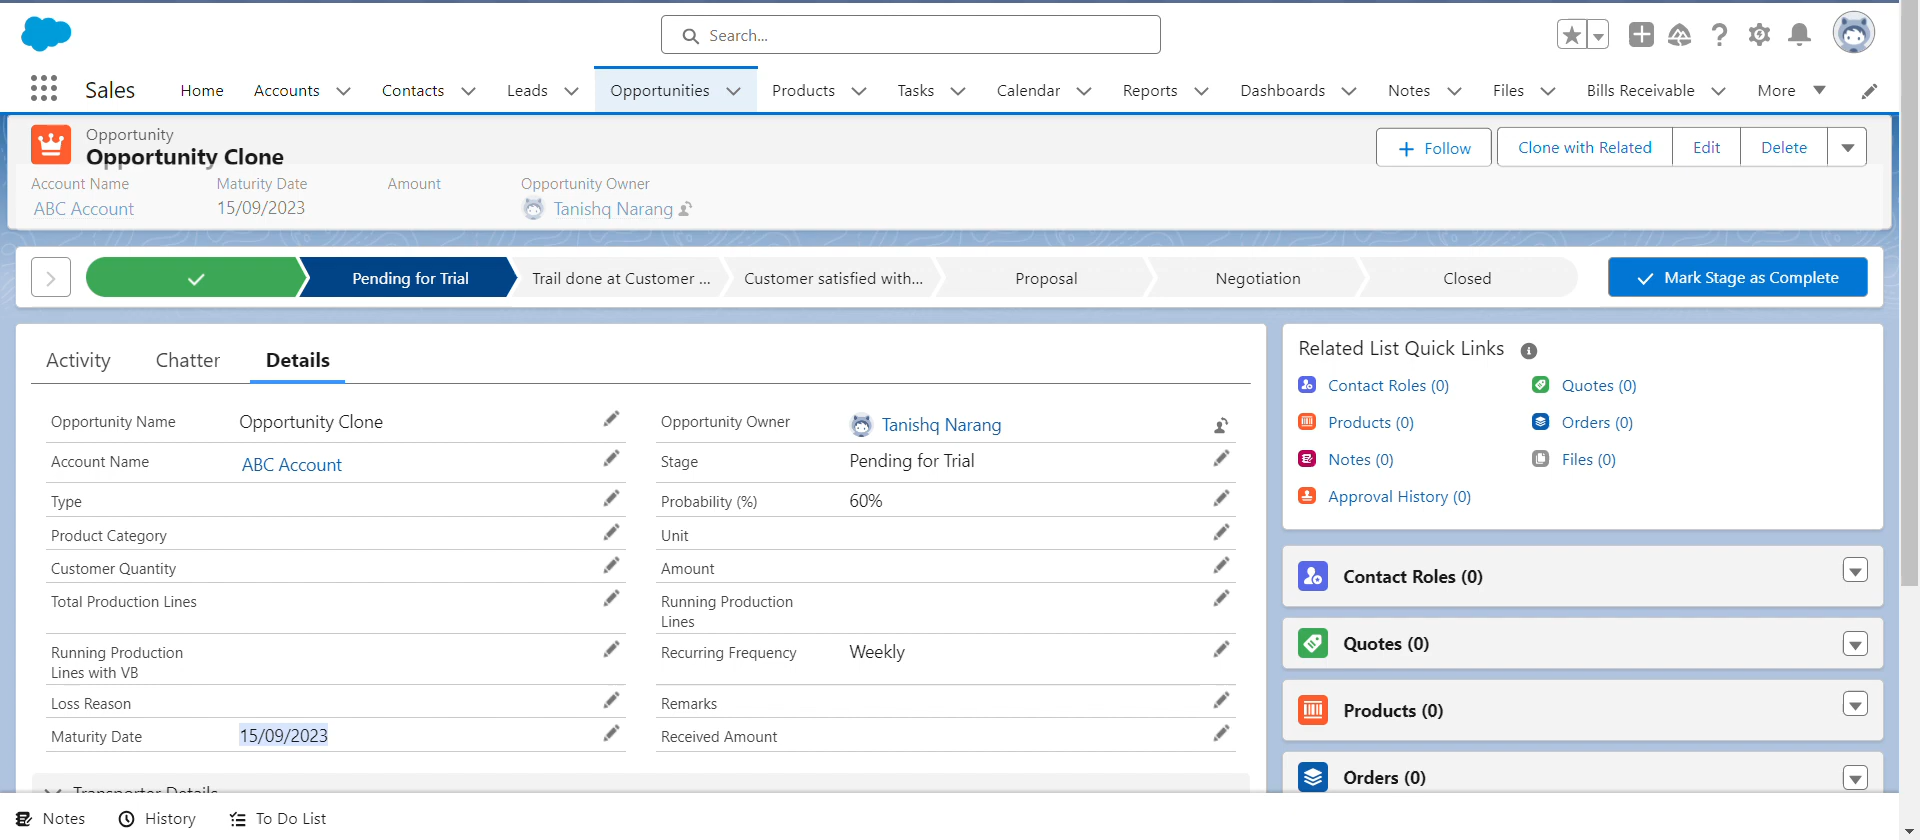 Search...
Sales
Home
Accounts
Contacts
Leads
Opportunities
Products
Tasks
Calendar
Reports
Dashboards
Notes
Files
Bills Receivable
More
Opportunity
Opportunity Clone
Follow
Clone with Related
Edit
Delete
Account Name
Maturity Date
Amount
Opportunity Owner
ABC Account
15/09/2023
Tanishq Narang
Pending for Trial
Trail done at Customer ...
Customer satisfied with...
Proposal
Negotiation
Closed
Mark Stage as Complete
Activity
Chatter
Details
Opportunity Name
Opportunity Clone
Opportunity Owner
Tanishq Narang
Account Name
ABC Account
Stage
Pending for Trial
Type
Probability (%)
60%
Product Category
Unit
Customer Quantity
Amount
Total Production Lines
Running Production
Lines
Running Production
Lines with VB
Recurring Frequency
Weekly
Loss Reason
Remarks
Maturity Date
15/09/2023
Received Amount
Transporter Details
Related List Quick Links
Contact Roles (0)
Quotes (0)
Products (0)
Orders (0)
Notes (0)
Files (0)
Approval History (0)
Contact Roles (0)
Quotes (0)
Products (0)
Orders (0)
Notes
History
To Do List